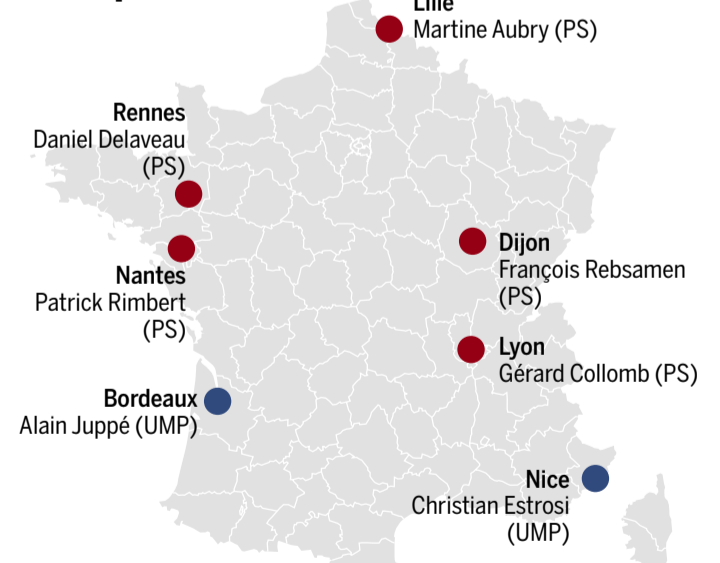 Lille
Martine Aubry (PS)
Rennes
Daniel Delaveau
(PS)
Dijon
François Rebsamen
(PS)
Nantes
Patrick Rimbert
(PS)
Lyon
Gérard Collomb (PS)
Bordeaux
Alain Juppé (UMP)
Nice
Christian Estrosi
(UMP)